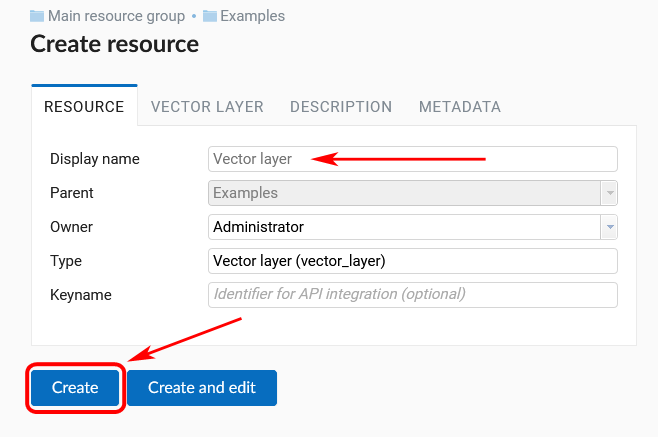 Main resource group • Examples
Create resource
RESOURCE VECTOR LAYER DESCRIPTION METADATA
Display name Vector layer
Parent Examples
Owner Administrator
Type Vector layer (vector_layer)
Keyname Identifier for API integration (optional)
Create Create and edit